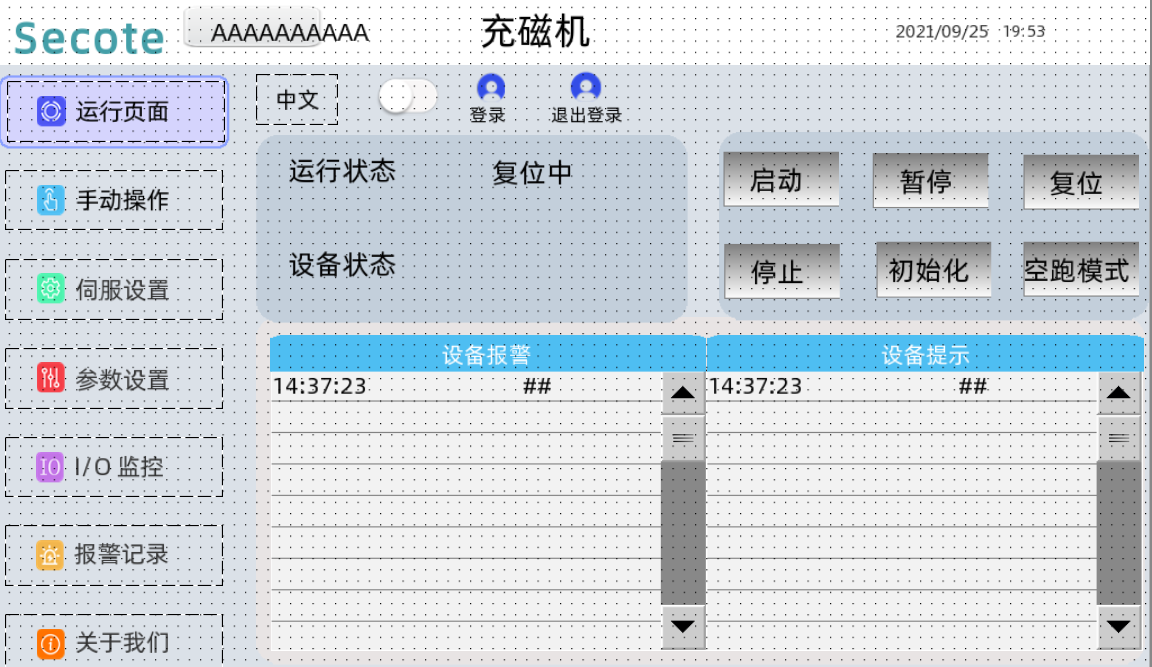 Secote AAAAAAAAAA 充磁机 2021/09/25 19:53
运行页面
手动操作
伺服设置
参数设置
IO I/O 监控
报警记录
关于我们
中文 登录 退出登录
运行状态 复位中
设备状态
启动 暂停 复位
停止 初始化 空跑模式
设备报警 设备提示
14:37:23 ## 14:37:23 ##